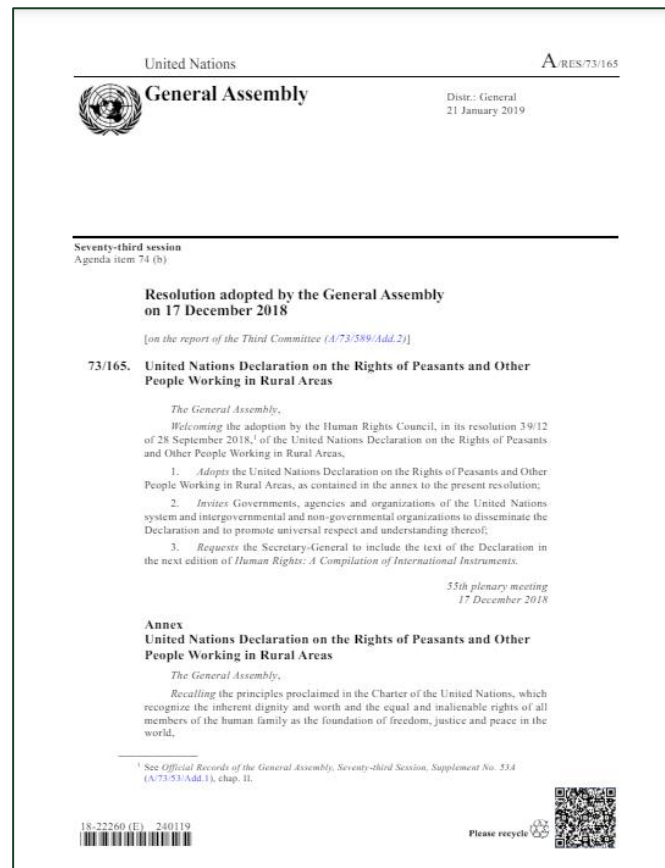 United Nations
A/RES/73/165
General Assembly
Distr.: General
21 January 2019
Seventy-third session
Agenda item 74 (b)
Resolution adopted by the General Assembly
on 17 December 2018
[on the report of the Third Committee (A/73/589/Add.2)]
73/165. United Nations Declaration on the Rights of Peasants and Other
People Working in Rural Areas
The General Assembly,
Welcoming the adoption by the Human Rights Council, in its resolution 39/12
of 28 September 2018,¹ of the United Nations Declaration on the Rights of Peasants
and Other People Working in Rural Areas,
1. Adopts the United Nations Declaration on the Rights of Peasants and Other
People Working in Rural Areas, as contained in the annex to the present resolution;
2. Invites Governments, agencies and organizations of the United Nations
system and intergovernmental and non-governmental organizations to disseminate the
Declaration and to promote universal respect and understanding thereof;
3. Requests the Secretary-General to include the text of the Declaration in
the next edition of Human Rights: A Compilation of International Instruments.
55th plenary meeting
17 December 2018
Annex
United Nations Declaration on the Rights of Peasants and Other
People Working in Rural Areas
The General Assembly,
Recalling the principles proclaimed in the Charter of the United Nations, which
recognize the inherent dignity and worth and the equal and inalienable rights of all
members of the human family as the foundation of freedom, justice and peace in the
world,
¹ See Official Records of the General Assembly, Seventy-third Session, Supplement No. 53A
(A/73/53/Add.1), chap. II.
18-22260 (E) 240119
Please recycle